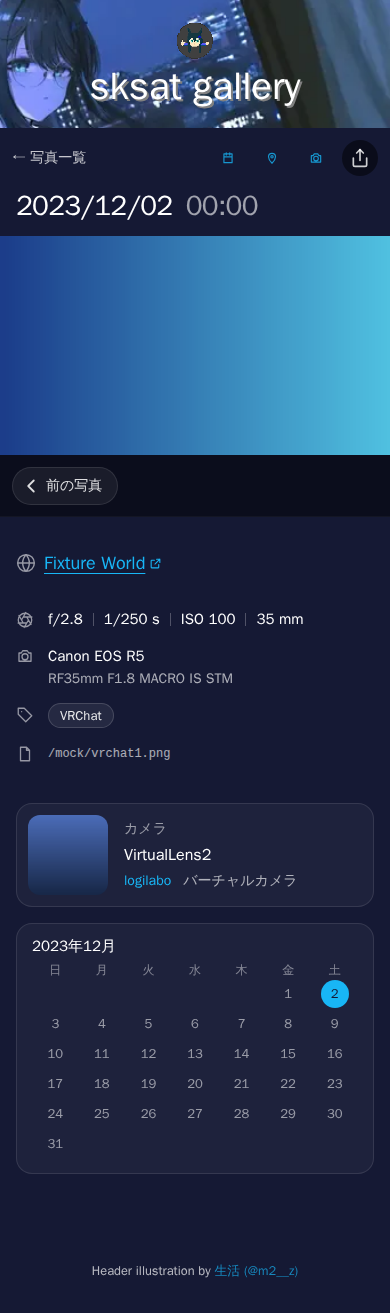 sksat gallery
← 写真一覧
2023/12/02 00:00
前の写真
Fixture World
f/2.8 1/250 s ISO 100 35 mm
Canon EOS R5
RF35mm F1.8 MACRO IS STM
VRChat
/mock/vrchat1.png
カメラ
VirtualLens2
logilabo バーチャルカメラ
2023年12月
日 月 火 水 木 金 土
1 2
3 4 5 6 7 8 9
10 11 12 13 14 15 16
17 18 19 20 21 22 23
24 25 26 27 28 29 30
31
Header illustration by 生活 (@m2__z)